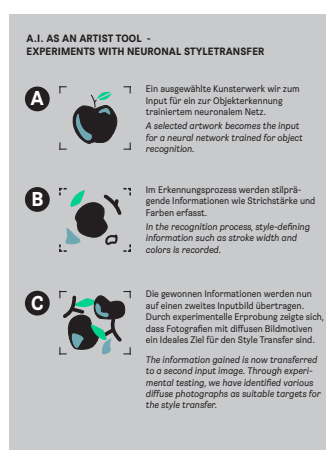 A.I. AS AN ARTIST TOOL -
EXPERIMENTS WITH NEURONAL STYLETRANSFER
A
Ein ausgewählte Kunsterwerk wir zum
Input für ein zur Objekterkennung
trainiertem neuronalem Netz.
A selected artwork becomes the input
for a neural network trained for object
recognition.
B
Im Erkennungsprozess werden stilprä-
gende Informationen wie Strichstärke und
Farben erfasst.
In the recognition process, style-defining
information such as stroke width and
colors is recorded.
C
Die gewonnen Informationen werden nun
auf einen zweites Inputbild übertragen.
Durch experimentelle Erprobung zeigte sich,
dass Fotografien mit diffusen Bildmotiven
ein Ideales Ziel für den Style Transfer sind.
The information gained is now transferred
to a second input image. Through experi-
mental testing, we have identified various
diffuse photographs as suitable targets for
the style transfer.